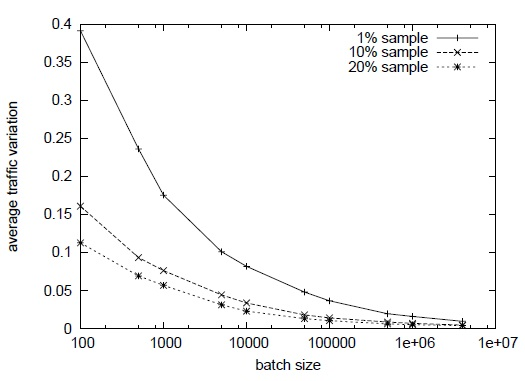 0.4
0.35
0.3
0.25
0.2
0.15
0.1
0.05
0
average traffic variation
1% sample
10% sample
20% sample
100 1000 10000 100000 1e+06 1e+07
batch size